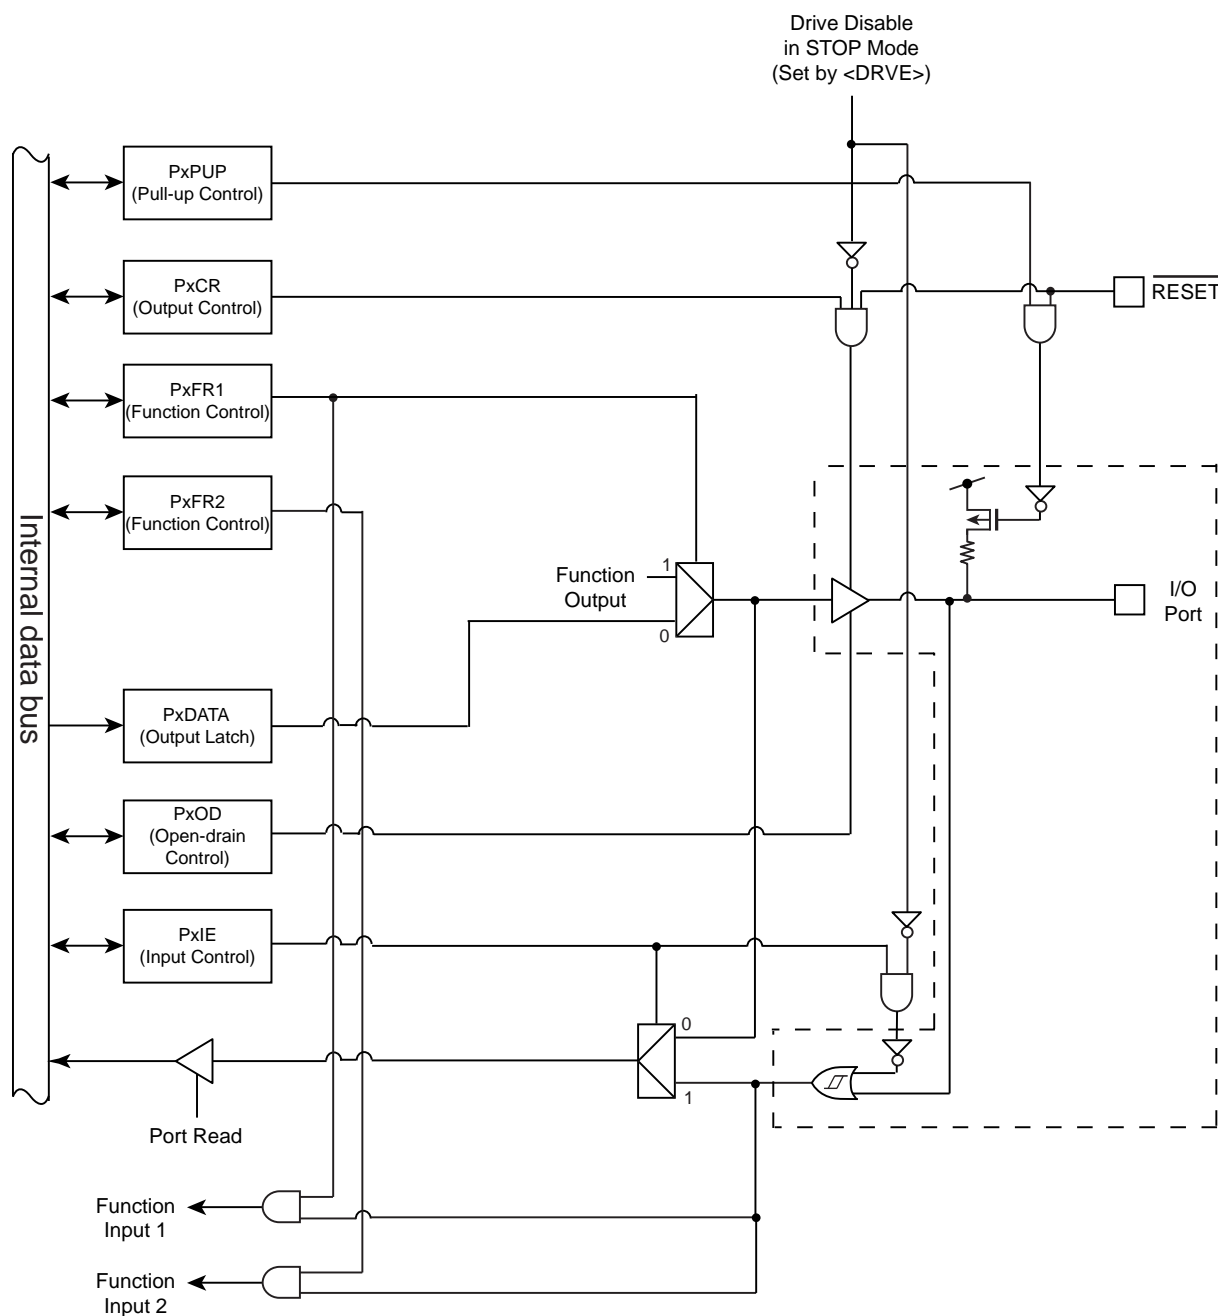 Drive Disable
in STOP Mode
(Set by <DRVE>)
PxPUP
(Pull-up Control)
PxCR
(Output Control)
RESET
PxFR1
(Function Control)
PxFR2
(Function Control)
Internal data bus
1
Function
Output
0
I/O
Port
PxDATA
(Output Latch)
PxOD
(Open-drain
Control)
PxIE
(Input Control)
0
1
Port Read
Function
Input 1
Function
Input 2